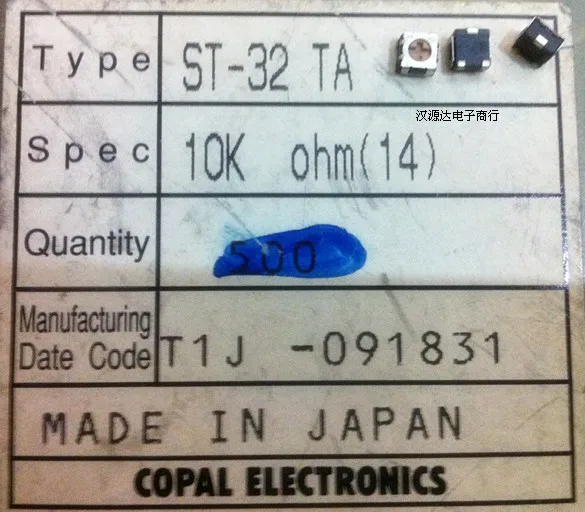 Type ST-32 TA
汉源达电子商行
Spec 10K ohm(14)
Quantity 500
Manufacturing
Date Code T1J -091831
MADE IN JAPAN
COPAL ELECTRONICS